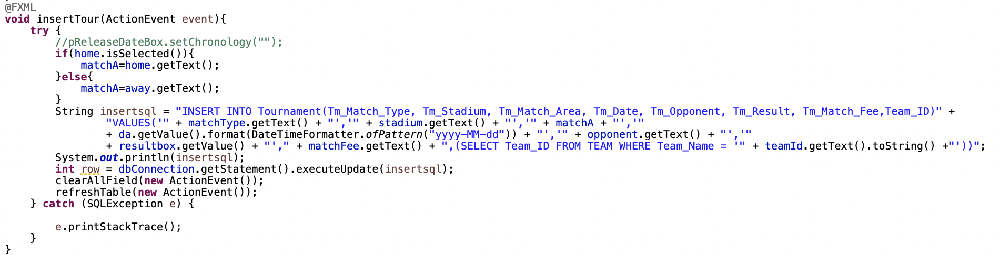 @FXML
void insertTour(ActionEvent event){
    try {
        //pReleaseDateBox.setChronology("");
        if(home.isSelected()){
            matchA=home.getText();
        }else{
            matchA=away.getText();
        }
        String insertsql = "INSERT INTO Tournament(Tm_Match_Type, Tm_Stadium, Tm_Match_Area, Tm_Date, Tm_Opponent, Tm_Result, Tm_Match_Fee,Team_ID)" +
                "VALUES('" + matchType.getText() + "','" + stadium.getText() + "','" + matchA + "','"
                + da.getValue().format(DateTimeFormatter.ofPattern("yyyy-MM-dd")) + "','" + opponent.getText() + "','"
                + resultbox.getValue() + "'," + matchFee.getText() + ",(SELECT Team_ID FROM TEAM WHERE Team_Name = '" + teamId.getText().toString() +"'))";
        System.out.println(insertsql);
        int row = dbConnection.getStatement().executeUpdate(insertsql);
        clearAllField(new ActionEvent());
        refreshTable(new ActionEvent());
    } catch (SQLException e) {

        e.printStackTrace();
    }
}